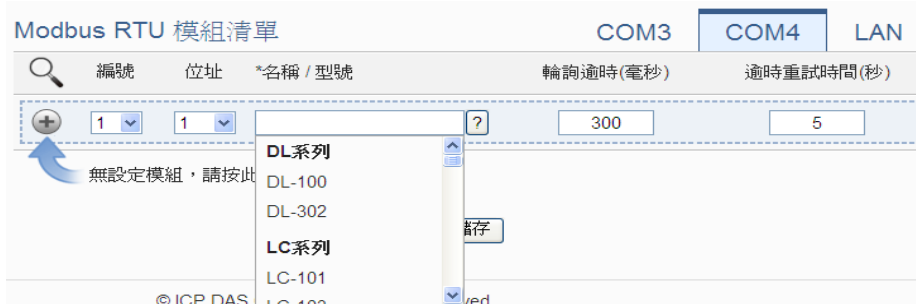 Modbus RTU 模組清單 COM3 COM4 LAN
編號 位址 *名稱 / 型號 輪詢逾時(毫秒) 逾時重試時間(秒)
1 1 ? 300 5
DL系列
無設定模組，請按此
DL-100
DL-302
儲存
LC系列
LC-101
© ICP DAS ved